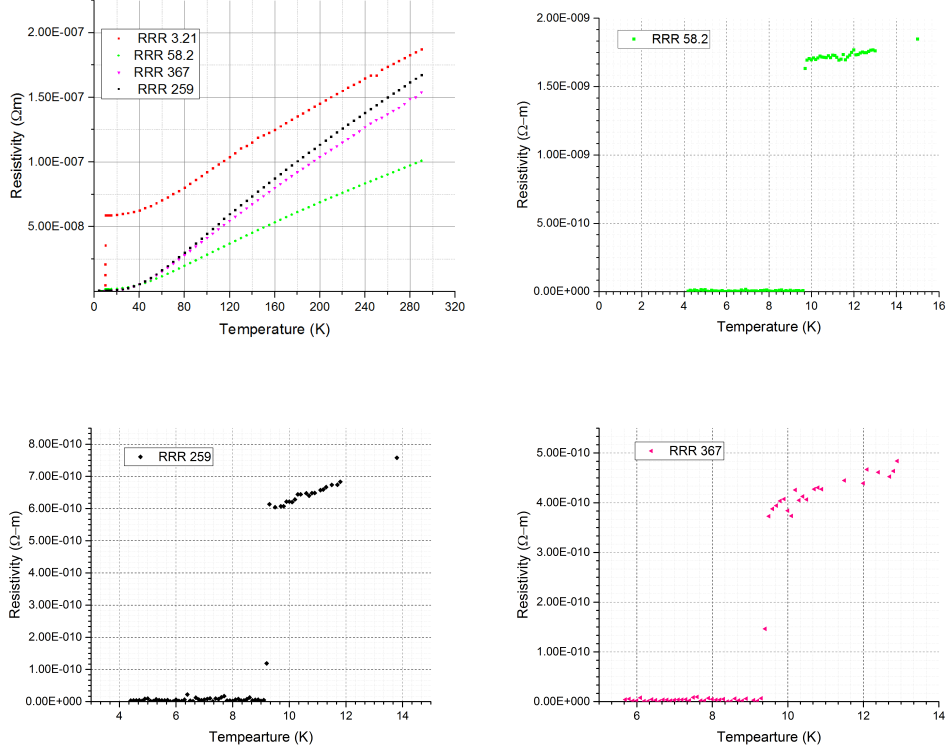 2.00E-007
1.50E-007
1.00E-007
5.00E-008
Resistivity (Ωm)
RRR 3.21
RRR 58.2
RRR 367
RRR 259
0 40 80 120 160 200 240 280 320
Temperature (K)
2.00E-009
1.50E-009
1.00E-009
5.00E-010
0.00E+000
Resistivity (Ω−m)
RRR 58.2
0 2 4 6 8 10 12 14 16
Temperature (K)
8.00E-010
7.00E-010
6.00E-010
5.00E-010
4.00E-010
3.00E-010
2.00E-010
1.00E-010
0.00E+000
Resistivity (Ω−m)
RRR 259
4 6 8 10 12 14
Tempearture (K)
5.00E-010
4.00E-010
3.00E-010
2.00E-010
1.00E-010
0.00E+000
Resistivity (Ω−m)
RRR 367
6 8 10 12 14
Tempearture (K)